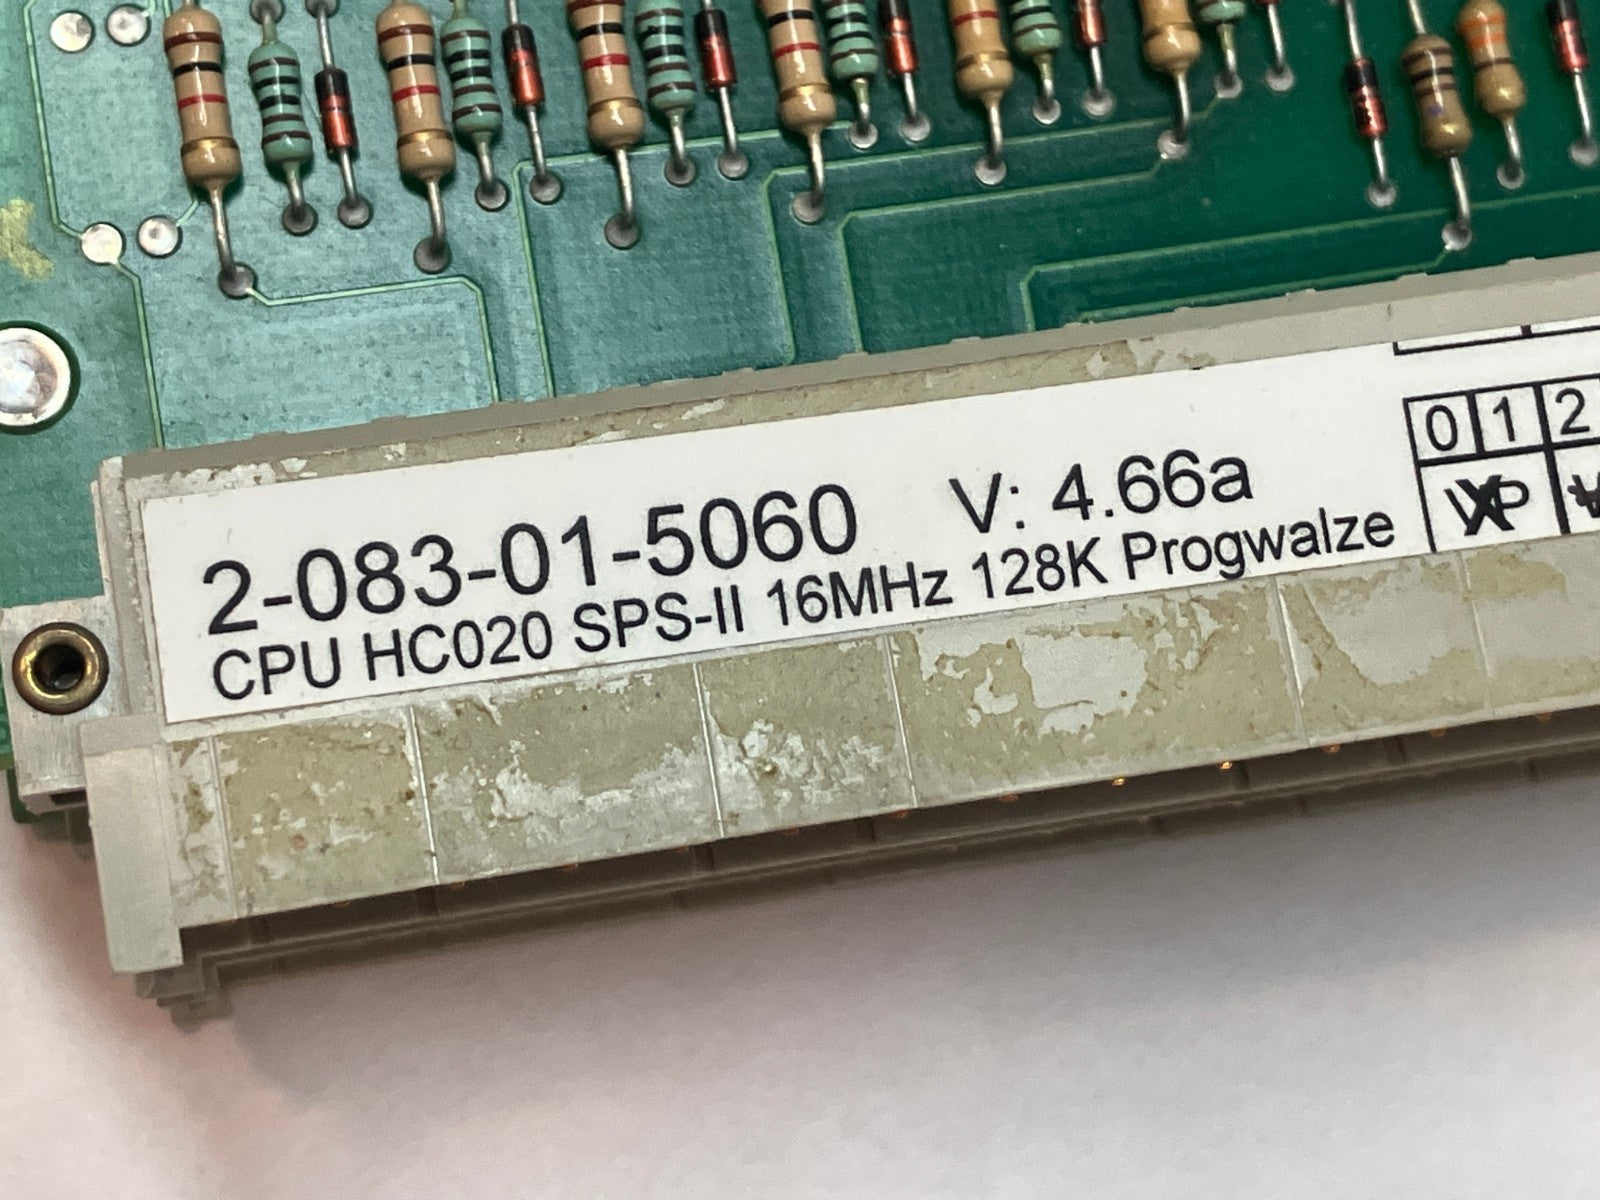 2-083-01-5060 V: 4.66a
CPU HC020 SPS-II 16MHz 128K Progwalze
0 1 2